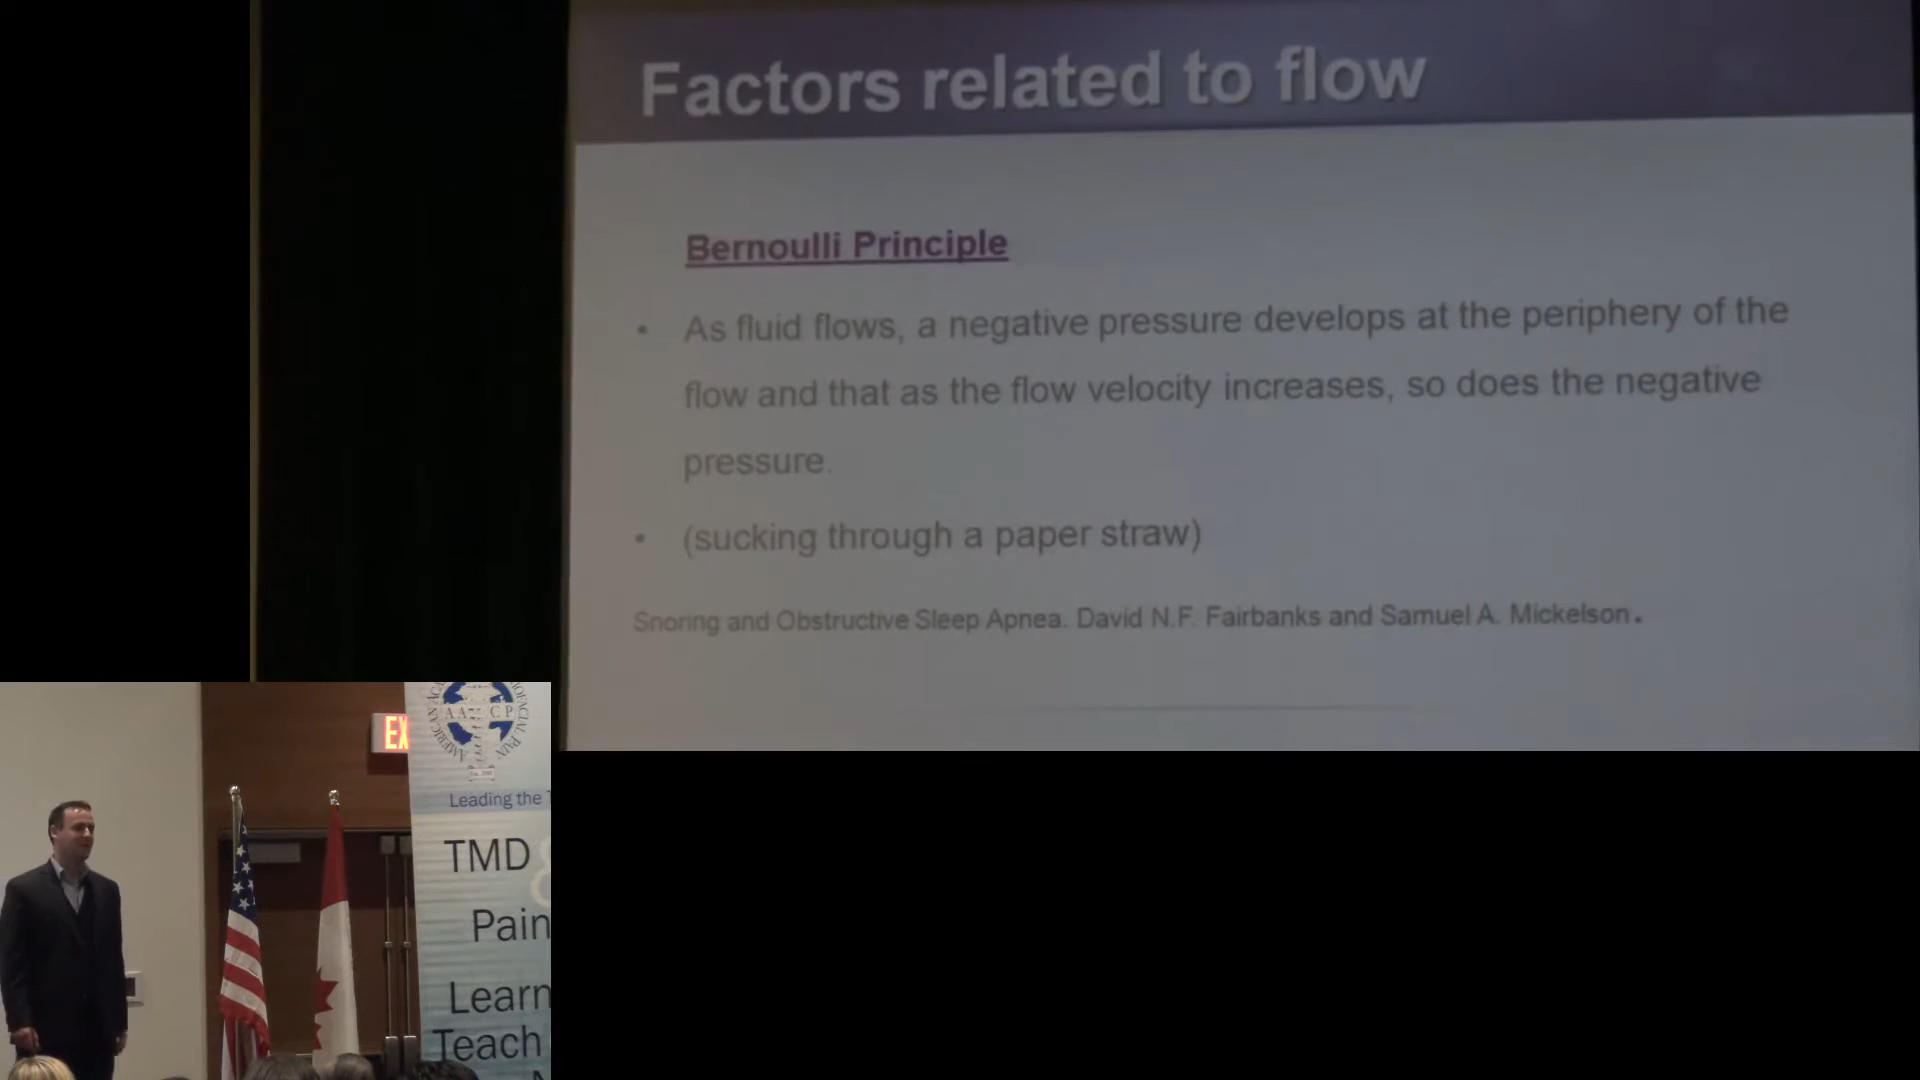 Factors related to flow
Bernoulli Principle
• As fluid flows, a negative pressure develops at the periphery of the
flow and that as the flow velocity increases, so does the negative
pressure.
• (sucking through a paper straw)
Snoring and Obstructive Sleep Apnea. David N.F. Fairbanks and Samuel A. Mickelson.
EX
Leading the
TMD &
Pain
Learn
Teach